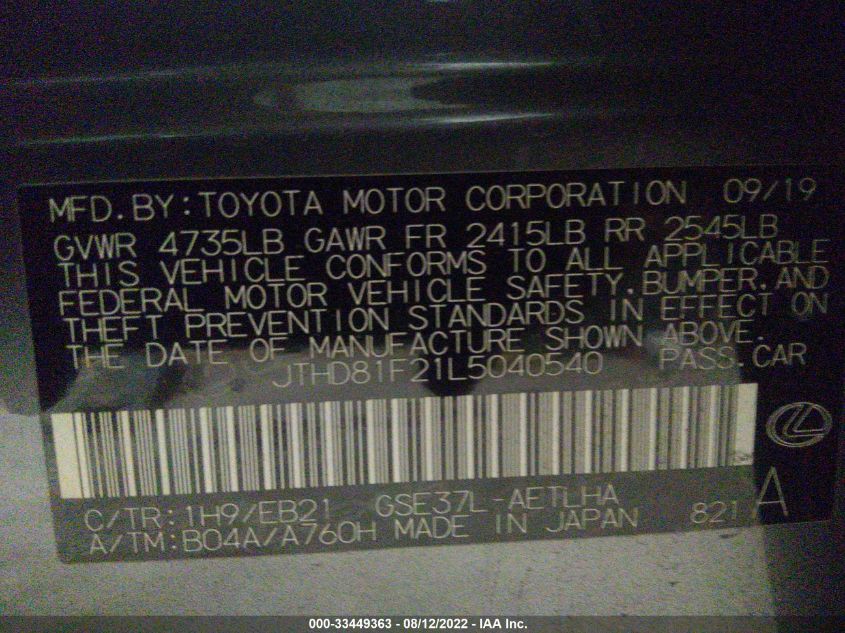 MFD.BY:TOYOTA MOTOR CORPORATION 09/19
GVWR 4735LB GAWR FR 2415LB RR 2545LB
THIS VEHICLE CONFORMS TO ALL APPLICABLE
FEDERAL MOTOR VEHICLE SAFETY,BUMPER,AND
THEFT PREVENTION STANDARDS IN EFFECT ON
THE DATE OF MANUFACTURE SHOWN ABOVE.
JTHD81F21L5040540 PASS.CAR
C/TR:1H9/EB21 GSE37L-AETLHA
A/TM:B04A/A760H MADE IN JAPAN 821 A
000-33449363 - 08/12/2022 - IAA Inc.